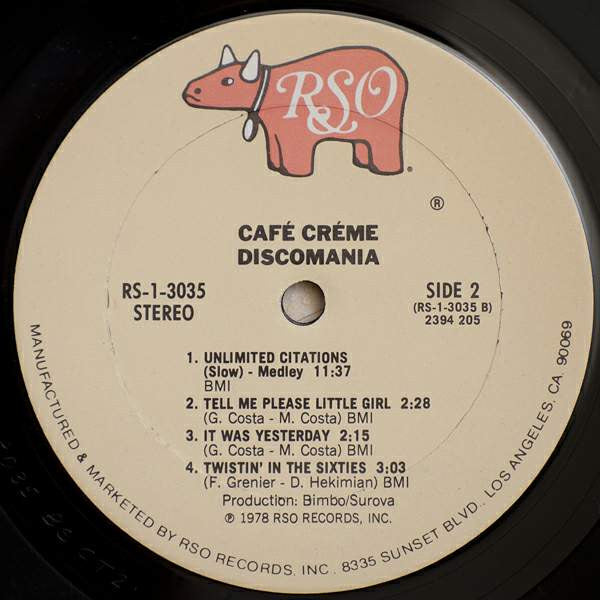 RSO
®
CAFÉ CRÉME
DISCOMANIA
RS-1-3035
STEREO
SIDE 2
(RS-1-3035 B)
2394 205
1. UNLIMITED CITATIONS
(Slow) - Medley 11:37
BMI
2. TELL ME PLEASE LITTLE GIRL 2:28
(G. Costa - M. Costa) BMI
3. IT WAS YESTERDAY 2:15
(G. Costa - M. Costa) BMI
4. TWISTIN' IN THE SIXTIES 3:03
(F. Grenier - D. Hekimian) BMI
Production: Bimbo/Surova
℗ 1978 RSO RECORDS, INC.
MANUFACTURED & MARKETED BY RSO RECORDS, INC. 8335 SUNSET BLVD., LOS ANGELES, CA. 90069